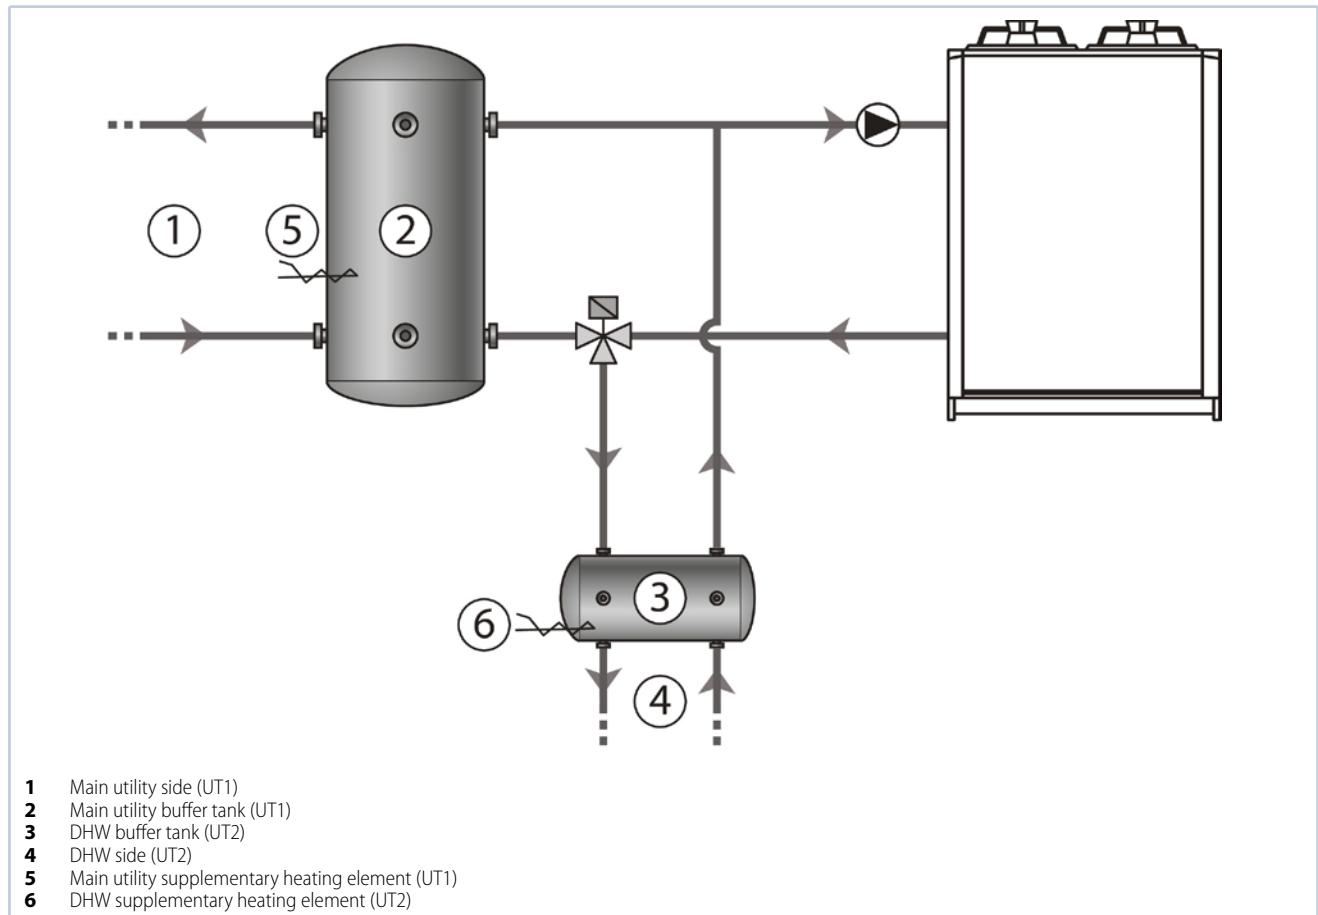 1
5
2
3
6
4
1 Main utility side (UT1)
2 Main utility buffer tank (UT1)
3 DHW buffer tank (UT2)
4 DHW side (UT2)
5 Main utility supplementary heating element (UT1)
6 DHW supplementary heating element (UT2)